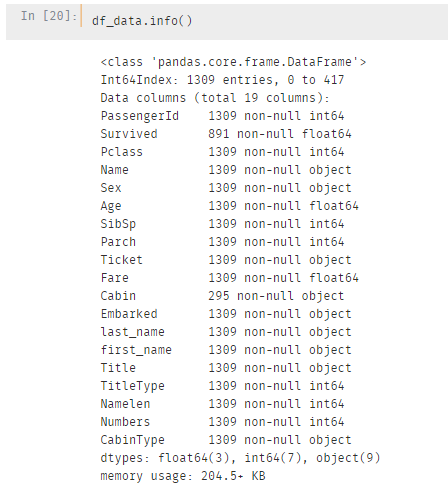 In [20]: df_data.info()
<class 'pandas.core.frame.DataFrame'>
Int64Index: 1309 entries, 0 to 417
Data columns (total 19 columns):
PassengerId    1309 non-null int64
Survived       891 non-null float64
Pclass         1309 non-null int64
Name           1309 non-null object
Sex            1309 non-null object
Age            1309 non-null float64
SibSp          1309 non-null int64
Parch          1309 non-null int64
Ticket         1309 non-null object
Fare           1309 non-null float64
Cabin          295 non-null object
Embarked       1309 non-null object
last_name      1309 non-null object
first_name     1309 non-null object
Title          1309 non-null object
TitleType      1309 non-null int64
Namelen        1309 non-null int64
Numbers        1309 non-null int64
CabinType      1309 non-null object
dtypes: float64(3), int64(7), object(9)
memory usage: 204.5+ KB